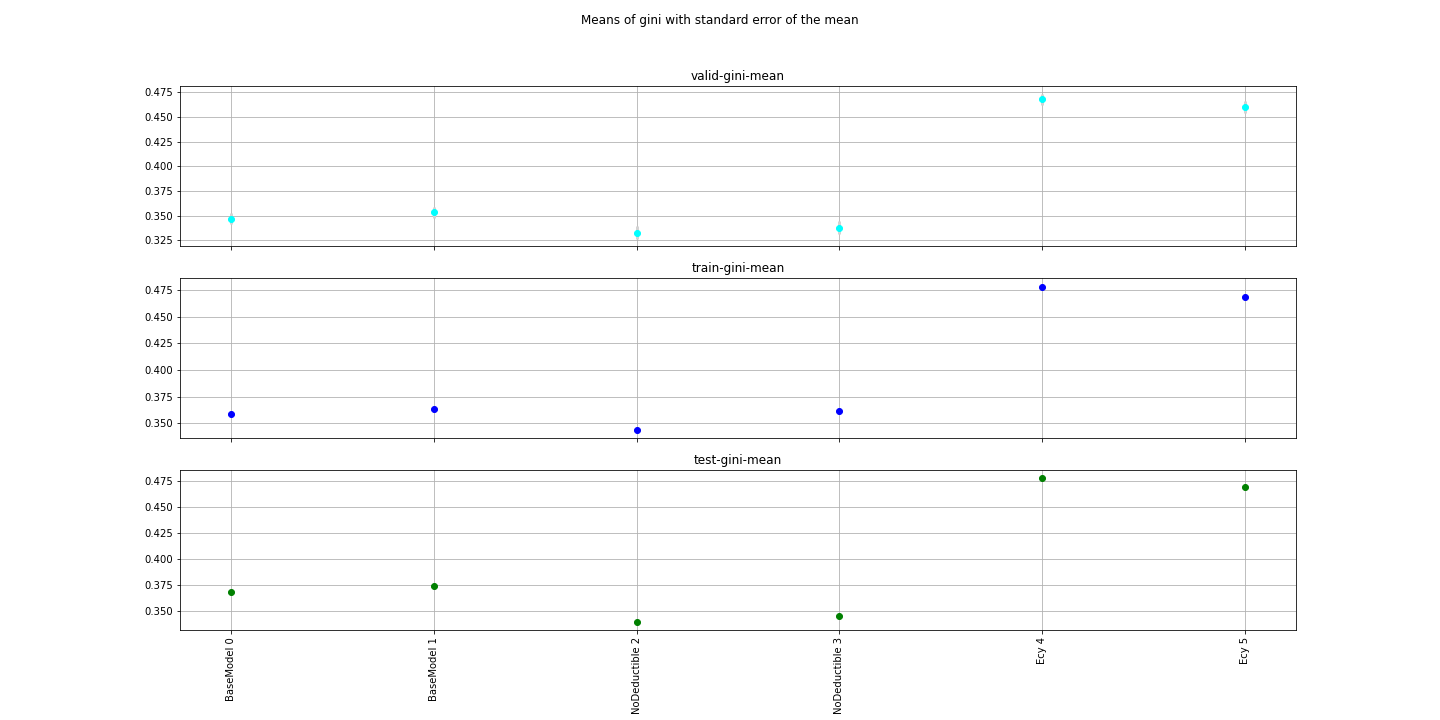 Means of gini with standard error of the mean
valid-gini-mean
0.475
0.450
0.425
0.400
0.375
0.350
0.325
train-gini-mean
0.475
0.450
0.425
0.400
0.375
0.350
test-gini-mean
0.475
0.450
0.425
0.400
0.375
0.350
BaseModel 0
BaseModel 1
NoDeductible 2
NoDeductible 3
Ecy 4
Ecy 5